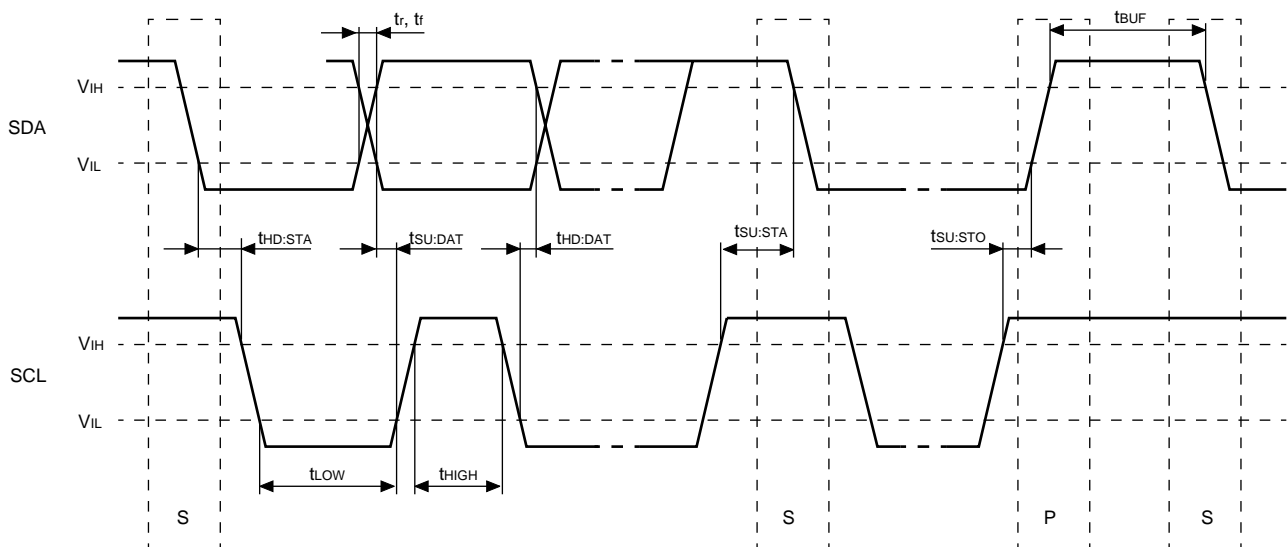 tr, tf
tBUF
VIH
SDA
VIL
tHD:STA
tSU:DAT
tHD:DAT
tSU:STA
tSU:STO
VIH
SCL
VIL
tLOW
tHIGH
S
S
P
S